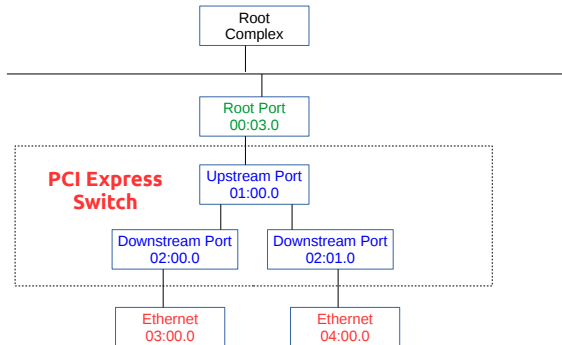 Root
Complex
Root Port
00:03.0
PCI Express
Switch
Upstream Port
01:00.0
Downstream Port
02:00.0
Downstream Port
02:01.0
Ethernet
03:00.0
Ethernet
04:00.0